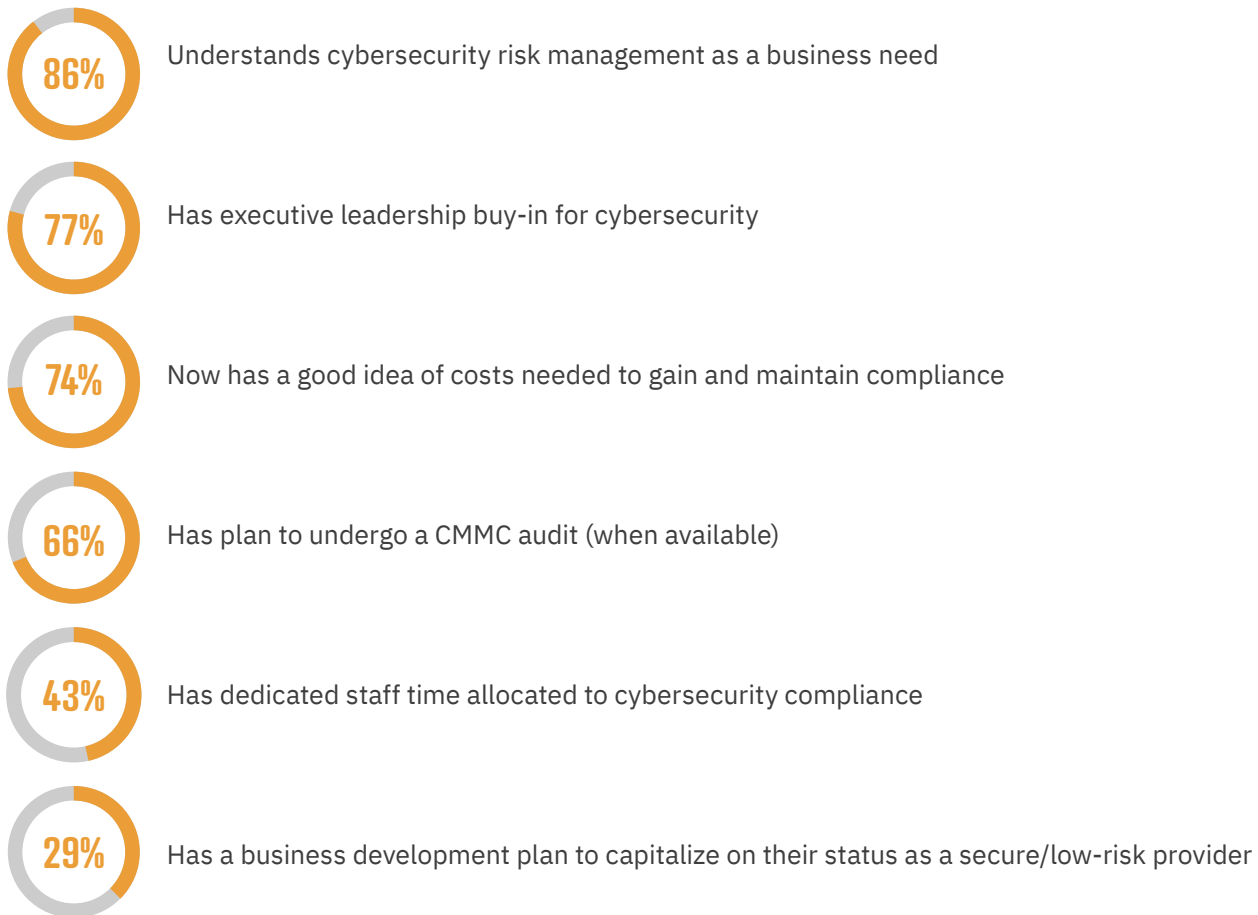 86%
Understands cybersecurity risk management as a business need
77%
Has executive leadership buy-in for cybersecurity
74%
Now has a good idea of costs needed to gain and maintain compliance
66%
Has plan to undergo a CMMC audit (when available)
43%
Has dedicated staff time allocated to cybersecurity compliance
29%
Has a business development plan to capitalize on their status as a secure/low-risk provider